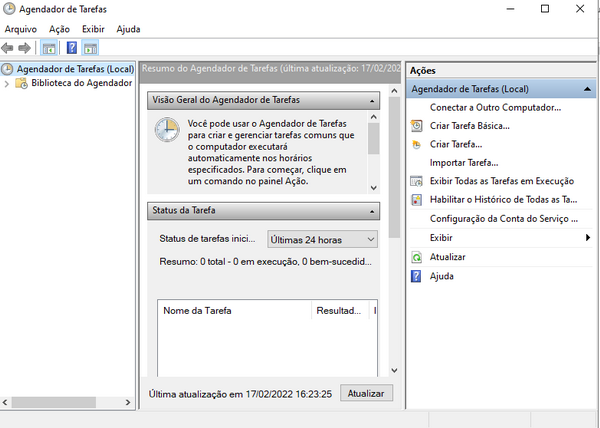 Agendador de Tarefas
Arquivo Ação Exibir Ajuda
Agendador de Tarefas (Local)
Biblioteca do Agendador
Resumo do Agendador de Tarefas (última atualização: 17/02/202
Visão Geral do Agendador de Tarefas
Você pode usar o Agendador de Tarefas
para criar e gerenciar tarefas comuns que
o computador executará
automaticamente nos horários
especificados. Para começar, clique em
um comando no painel Ação.
Status da Tarefa
Status de tarefas inici... Últimas 24 horas
Resumo: 0 total - 0 em execução, 0 bem-sucedid...
Nome da Tarefa Resultad... I
Última atualização em 17/02/2022 16:23:25 Atualizar
Ações
Agendador de Tarefas (Local)
Conectar a Outro Computador...
Criar Tarefa Básica...
Criar Tarefa...
Importar Tarefa...
Exibir Todas as Tarefas em Execução
Habilitar o Histórico de Todas as Ta...
Configuração da Conta do Serviço ...
Exibir
Atualizar
Ajuda